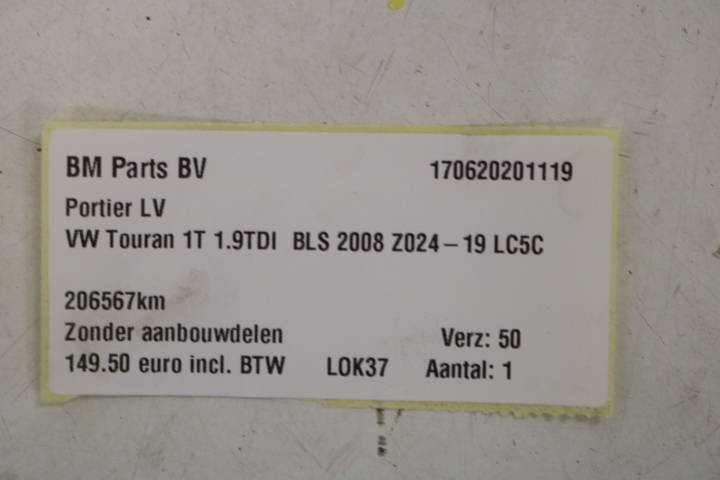 BM Parts BV 170620201119
Portier LV
VW Touran 1T 1.9TDI BLS 2008 Z024-19 LC5C
206567km
Zonder aanbouwdelen Verz: 50
149.50 euro incl. BTW LOK37 Aantal: 1